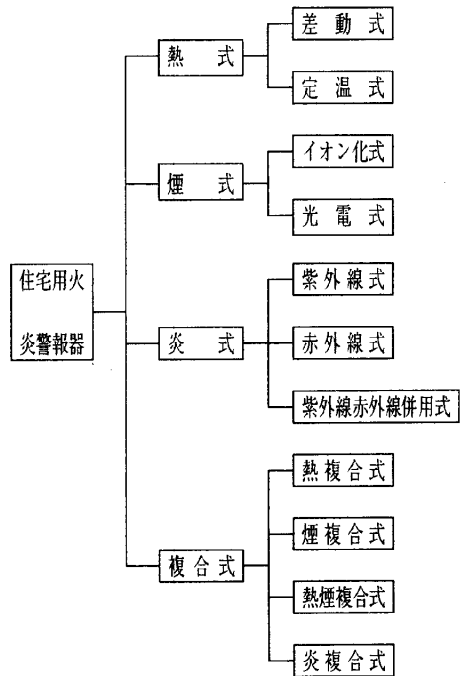 住宅用火
炎警報器
熱式
差動式
定温式
煙式
イオン化式
光電式
炎式
紫外線式
赤外線式
紫外線赤外線併用式
複合式
熱複合式
煙複合式
熱煙複合式
炎複合式